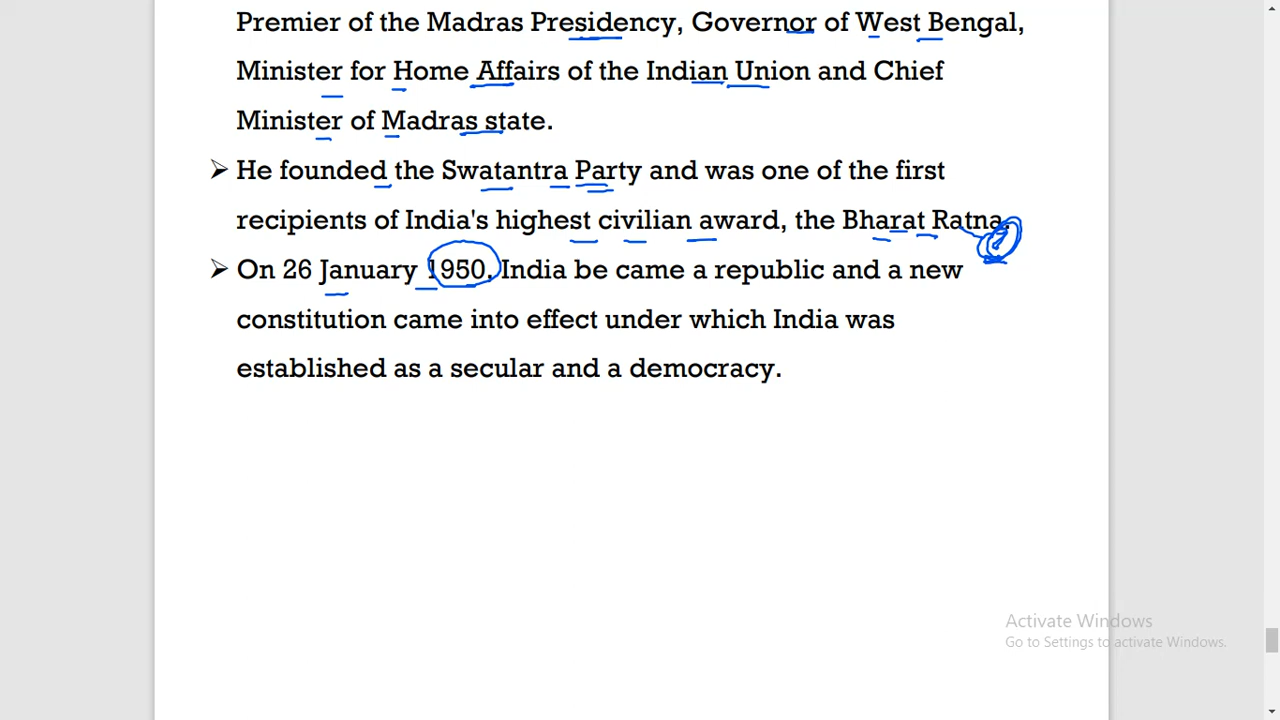 Premier of the Madras Presidency, Governor of West Bengal,
Minister for Home Affairs of the Indian Union and Chief
Minister of Madras state.
➢ He founded the Swatantra Party and was one of the first
recipients of India's highest civilian award, the Bharat Ratna.
➢ On 26 January 1950, India be came a republic and a new
constitution came into effect under which India was
established as a secular and a democracy.
Activate Windows
Go to Settings to activate Windows.